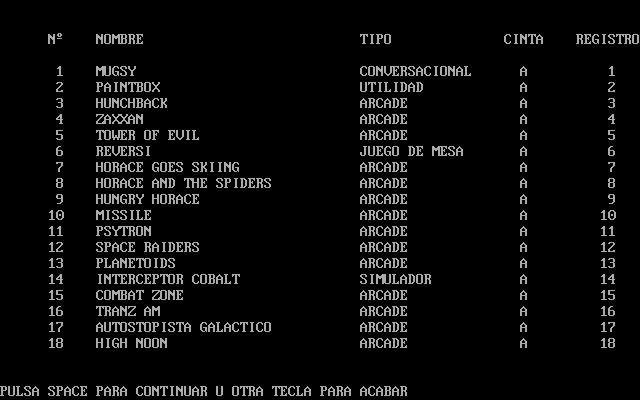 Nº NOMBRE TIPO CINTA REGISTRO
1 MUGSY CONVERSACIONAL A 1
2 PAINTBOX UTILIDAD A 2
3 HUNCHBACK ARCADE A 3
4 ZAXXAN ARCADE A 4
5 TOWER OF EVIL ARCADE A 5
6 REVERSI JUEGO DE MESA A 6
7 HORACE GOES SKIING ARCADE A 7
8 HORACE AND THE SPIDERS ARCADE A 8
9 HUNGRY HORACE ARCADE A 9
10 MISSILE ARCADE A 10
11 PSYTRON ARCADE A 11
12 SPACE RAIDERS ARCADE A 12
13 PLANETOIDS ARCADE A 13
14 INTERCEPTOR COBALT SIMULADOR A 14
15 COMBAT ZONE ARCADE A 15
16 TRANZ AM ARCADE A 16
17 AUTOSTOPISTA GALACTICO ARCADE A 17
18 HIGH NOON ARCADE A 18
PULSA SPACE PARA CONTINUAR U OTRA TECLA PARA ACABAR